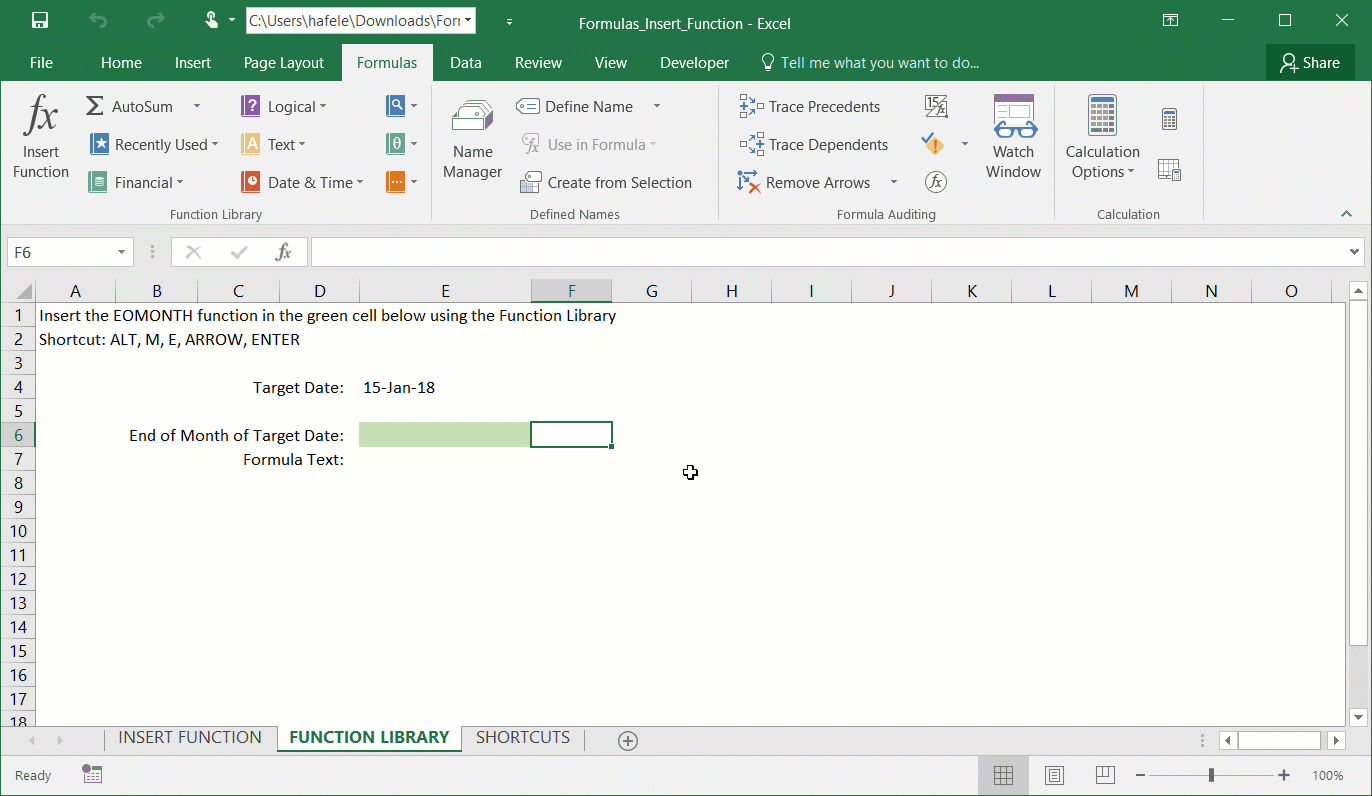 C:\Users\hafele\Downloads\For
Formulas_Insert_Function - Excel
File Home Insert Page Layout Formulas Data Review View Developer Tell me what you want to do... Share
fx Insert Function
AutoSum
Recently Used
Financial
Logical
Text
Date & Time
Function Library
Name Manager
Define Name
Use in Formula
Create from Selection
Defined Names
Trace Precedents
Trace Dependents
Remove Arrows
Formula Auditing
Watch Window
Calculation Options
Calculation
F6 fx
A B C D E F G H I J K L M N O
1 Insert the EOMONTH function in the green cell below using the Function Library
2 Shortcut: ALT, M, E, ARROW, ENTER
3
4 Target Date: 15-Jan-18
5
6 End of Month of Target Date:
7 Formula Text:
8
9
10
11
12
13
14
15
16
17
18
INSERT FUNCTION FUNCTION LIBRARY SHORTCUTS
Ready 100%